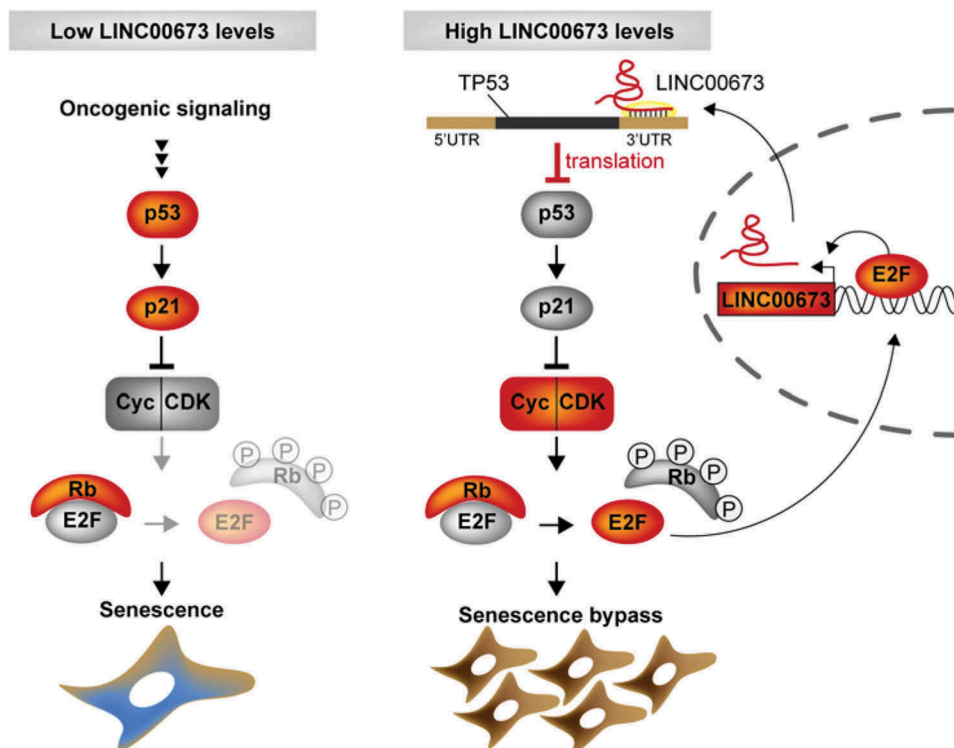 Low LINC00673 levels
Oncogenic signaling
p53
p21
Cyc CDK
P
P
P
P
Rb
Rb
E2F
E2F
Senescence
High LINC00673 levels
TP53
LINC00673
5'UTR
3'UTR
translation
p53
p21
Cyc CDK
P
P
P
P
Rb
Rb
E2F
E2F
Senescence bypass
E2F
LINC00673